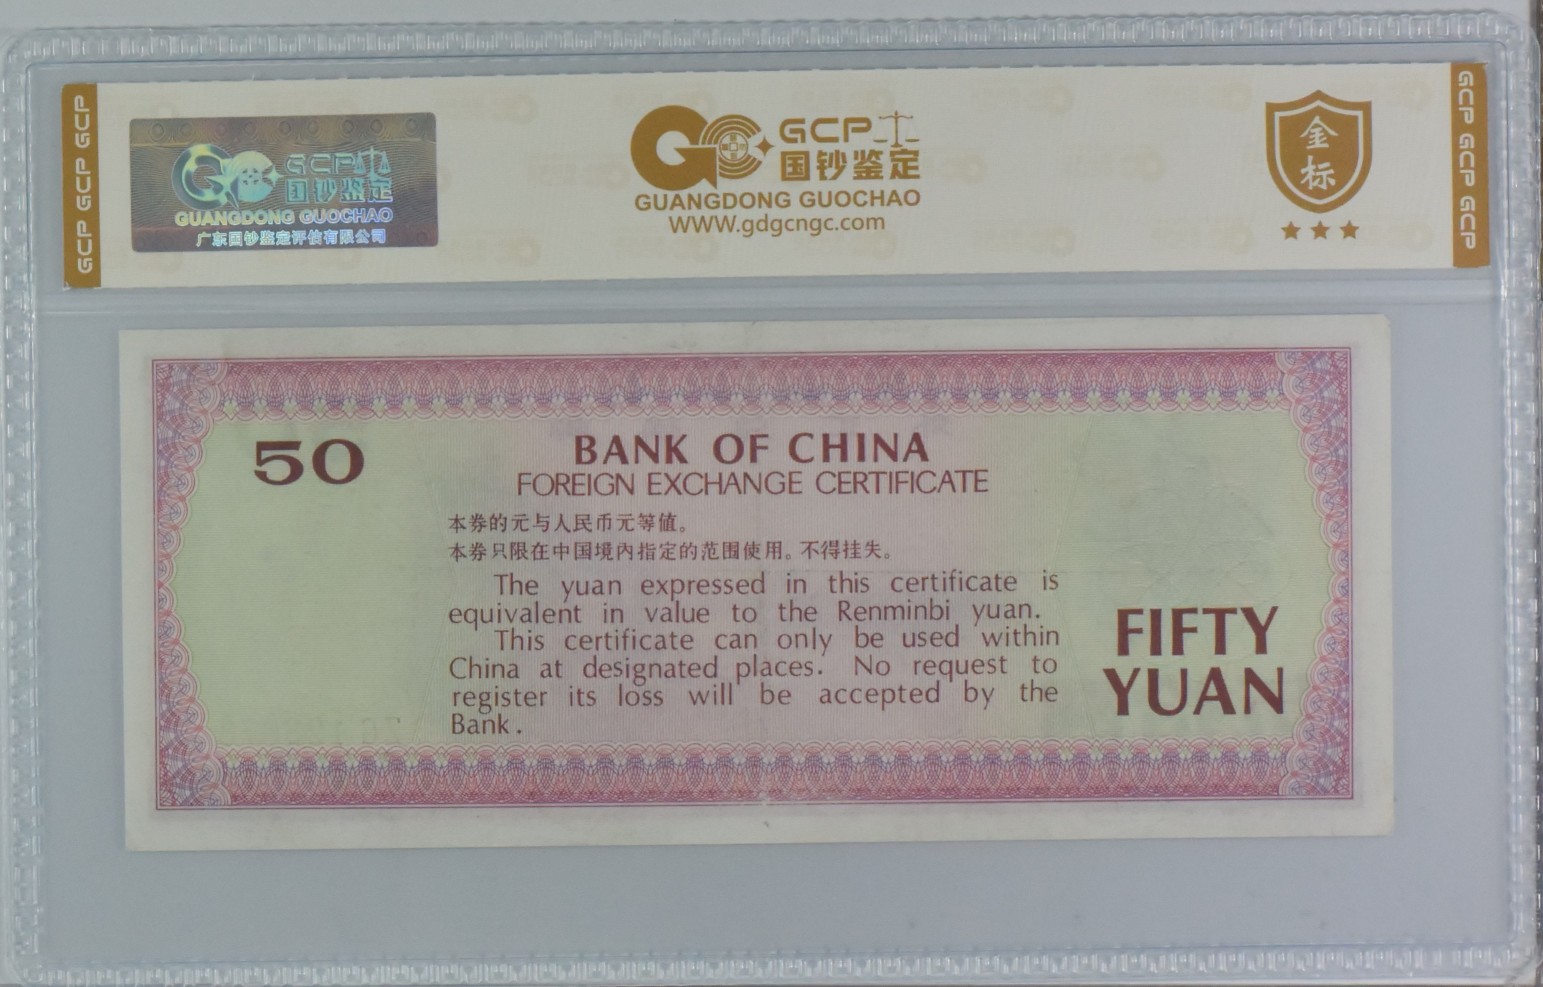 GCP GCP GCP
GCP
国钞鉴定
GUANGDONG GUOCHAO
广东国钞鉴定评估有限公司
GCP
国钞鉴定
GUANGDONG GUOCHAO
WWW.gdgcngc.com
金
标
GCP GCP GCP
50
BANK OF CHINA
FOREIGN EXCHANGE CERTIFICATE
本券的元与人民币元等值。
本券只限在中国境内指定的范围使用。不得挂失。
The yuan expressed in this certificate is
equivalent in value to the Renminbi yuan.
This certificate can only be used within
China at designated places. No request to
register its loss will be accepted by the
Bank.
FIFTY
YUAN